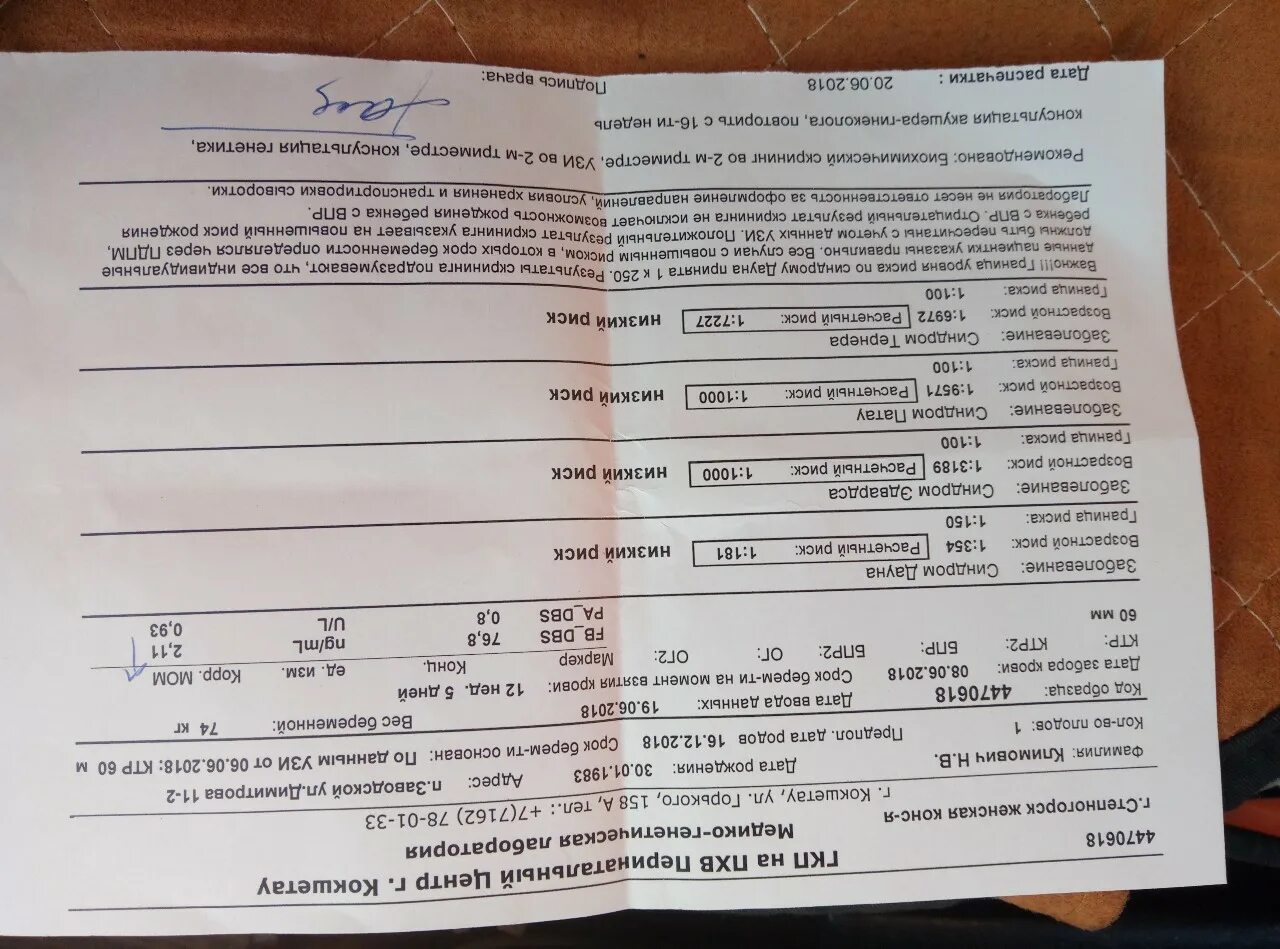 ГКП на ПХВ Перинатальный Центр г. Кокшетау
4470618 Медико-генетическая лаборатория
г.Степногорск женская конс-я г. Кокшетау, ул. Горького, 158 А, тел.: +7(7162) 78-01-33
Фамилия: Климович Н.В. Дата рождения: 30.01.1983 Адрес: п.Заводской ул.Димитрова 11-2
Кол-во плодов: 1 Предпол. дата родов 16.12.2018 Срок берем-ти основан: По данным УЗИ от 06.06.2018: КТР 60 м
Код образца: 4470618 Дата ввода данных: 19.06.2018 Вес беременной: 74 кг
Дата забора крови: 08.06.2018 Срок берем-ти на момент взятия крови: 12 нед. 5 дней
КТР: КТР2: БПР: БПР2: ОГ: ОГ2: Маркер Конц. ед. изм. Корр. МОМ
60 мм FB_DBS 76,8 ng/mL 2,11
PA_DBS 0,8 U/L 0,93
Заболевание: Синдром Дауна
Возрастной риск: 1:354 Расчетный риск: 1:181 низкий риск
Граница риска: 1:150
Заболевание: Синдром Эдвардса
Возрастной риск: 1:3189 Расчетный риск: 1:1000 низкий риск
Граница риска: 1:100
Заболевание: Синдром Патау
Возрастной риск: 1:9571 Расчетный риск: 1:1000 низкий риск
Граница риска: 1:100
Заболевание: Синдром Тернера
Возрастной риск: 1:6972 Расчетный риск: 1:7227 низкий риск
Граница риска: 1:100
Важно!!! Граница уровня риска по синдрому Дауна принята 1 к 250. Результаты скрининга подразумевают, что все индивидуальные
данные пациентки указаны правильно. Все случаи с повышенным риском, в которых срок беременности определялся через ПДПМ,
должны быть пересчитаны с учетом данных УЗИ. Положительный результат скрининга указывает на повышенный риск рождения
ребенка с ВПР. Отрицательный результат скрининга не исключает возможность рождения ребенка с ВПР.
Лаборатория не несет ответственность за оформление направлений, условия хранения и транспортировки сыворотки.
Рекомендовано: Биохимический скрининг во 2-м триместре, УЗИ во 2-м триместре, консультация генетика,
консультация акушера-гинеколога, повторить с 16-ти недель
Дата распечатки : 20.06.2018 Подпись врача: